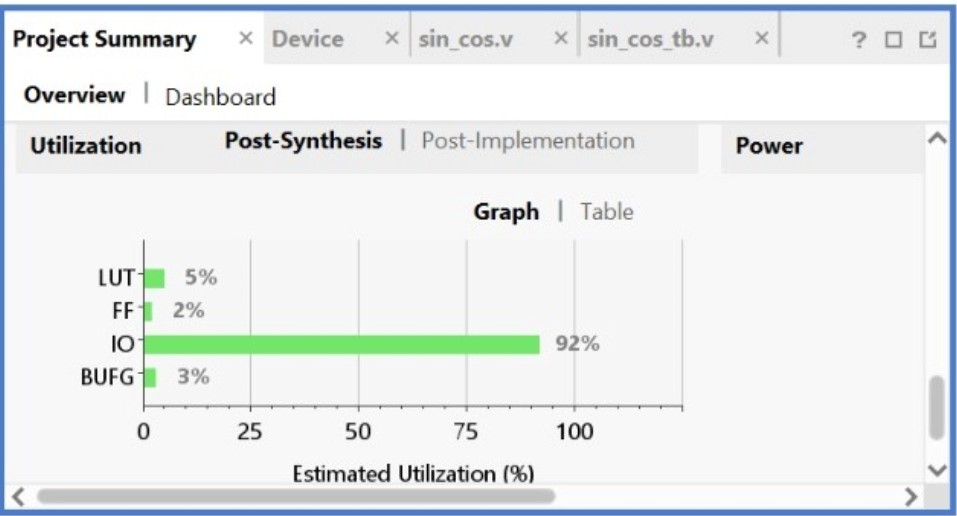 Project Summary × Device × sin_cos.v × sin_cos_tb.v × ?
Overview | Dashboard
Utilization Post-Synthesis | Post-Implementation Power
Graph | Table
LUT 5%
FF 2%
IO 92%
BUFG 3%
0 25 50 75 100
Estimated Utilization (%)